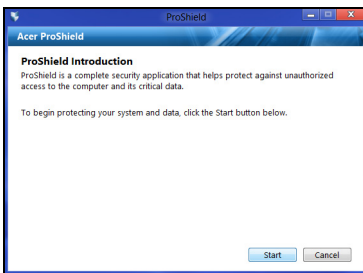 ProShield
Acer ProShield
ProShield Introduction
ProShield is a complete security application that helps protect against unauthorized
access to the computer and its critical data.
To begin protecting your system and data, click the Start button below.
Start Cancel